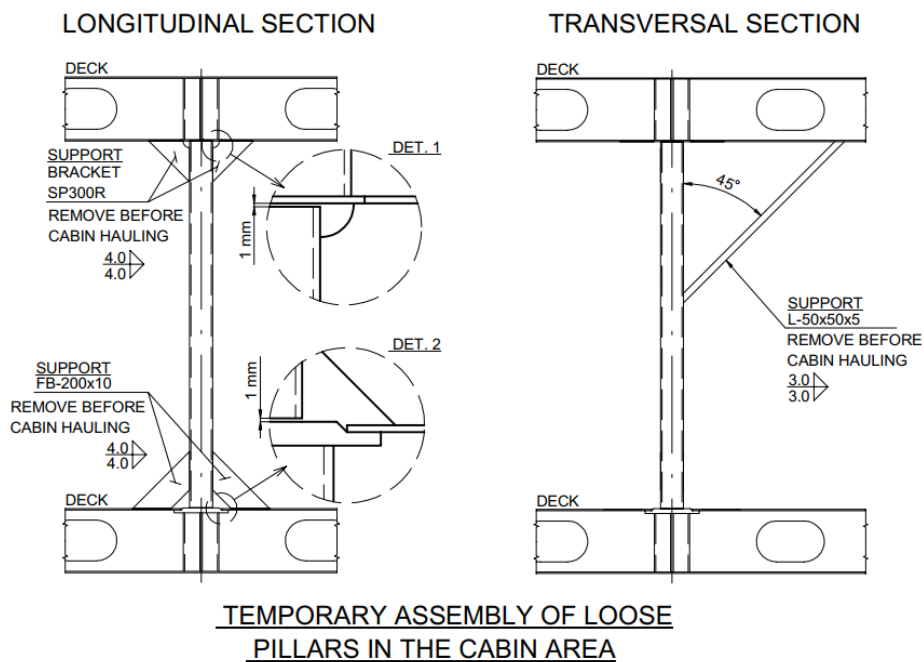 LONGITUDINAL SECTION
TRANSVERSAL SECTION
DECK
SUPPORT
BRACKET
SP300R
REMOVE BEFORE
CABIN HAULING
4.0
4.0
DET. 1
1 mm
SUPPORT
FB-200x10
REMOVE BEFORE
CABIN HAULING
4.0
4.0
DET. 2
1 mm
DECK
DECK
45°
SUPPORT
L-50x50x5
REMOVE BEFORE
CABIN HAULING
3.0
3.0
DECK
TEMPORARY ASSEMBLY OF LOOSE
PILLARS IN THE CABIN AREA